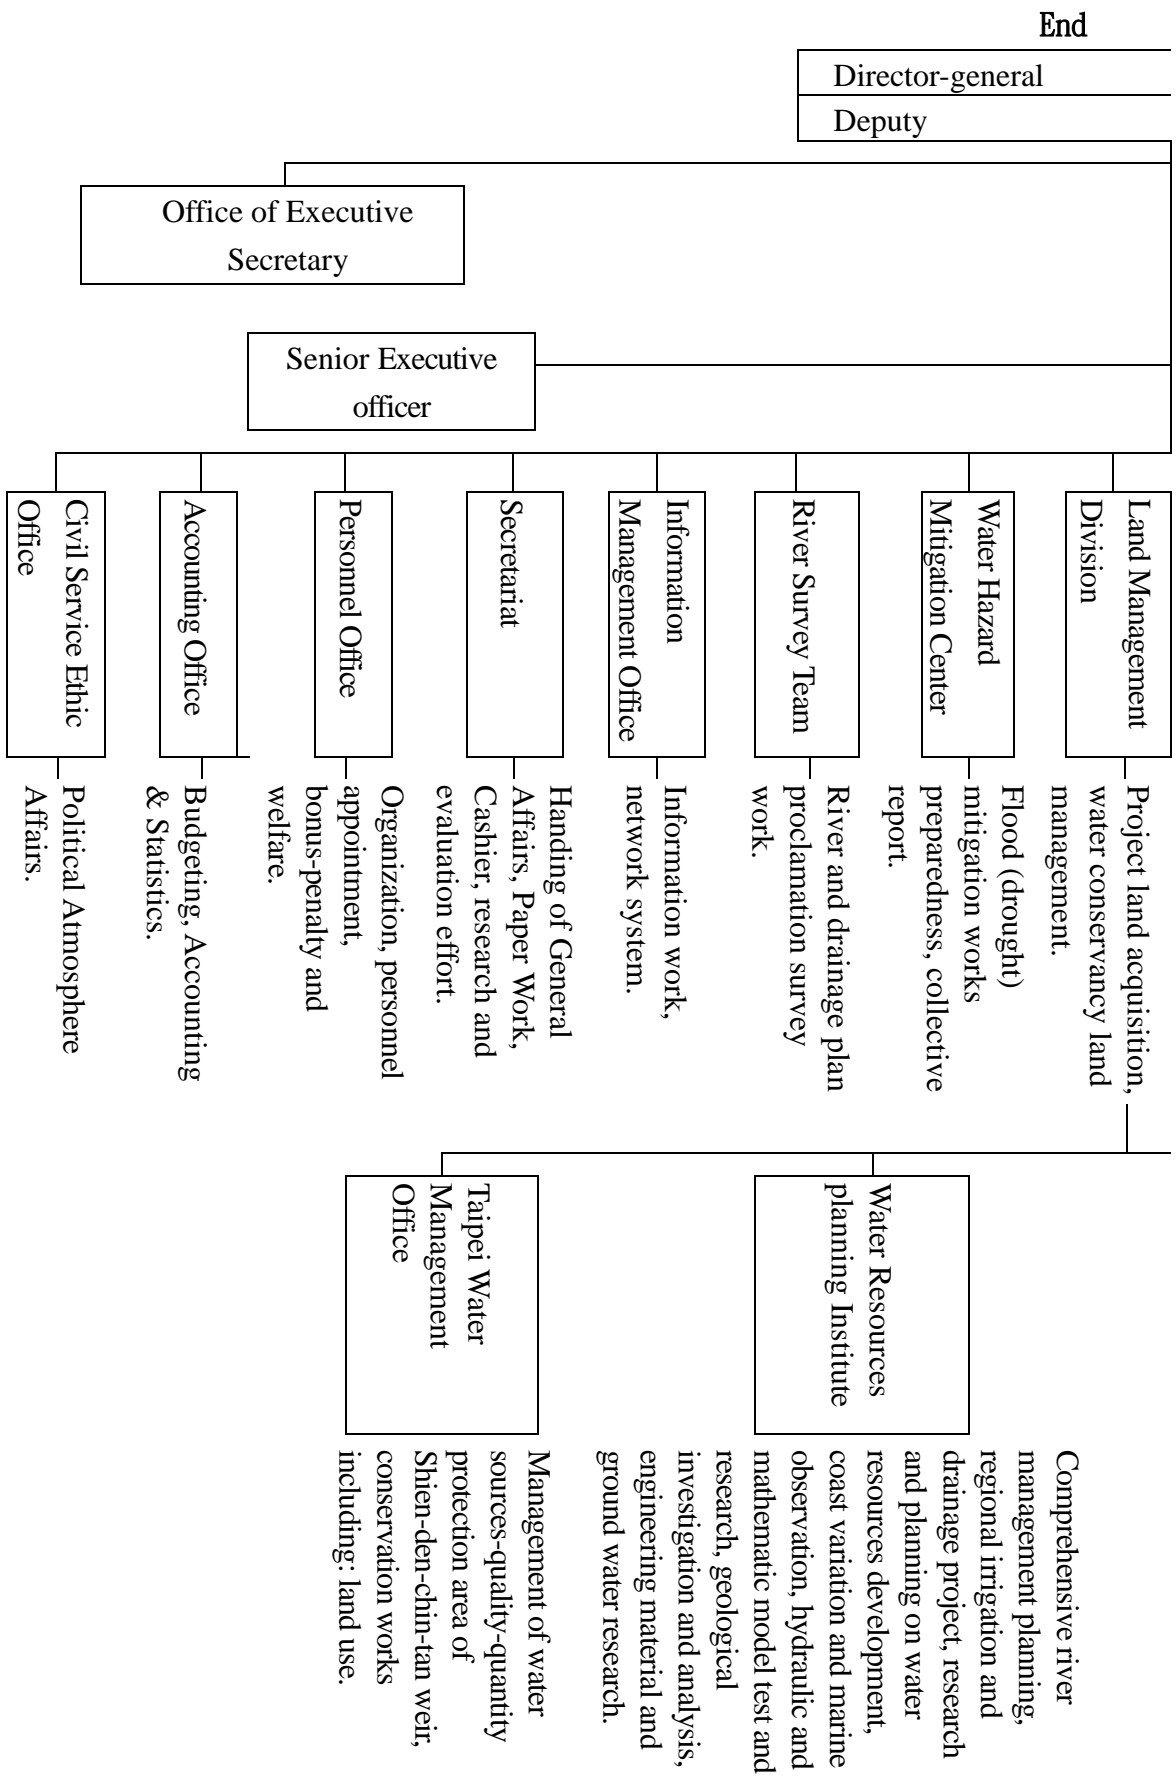 End
Director-general
Deputy
Office of Executive
Secretary
Senior Executive
officer
Land Management
Division
Water Hazard
Mitigation Center
River Survey Team
Information
Management Office
Secretariat
Personnel Office
Accounting Office
Civil Service Ethic
Office
Project land acquisition,
water conservancy land
management.
Flood (drought)
mitigation works
preparedness, collective
report.
River and drainage plan
proclamation survey
work.
Information work,
network system.
Handing of General
Affairs, Paper Work,
Cashier, research and
evaluation effort.
Organization, personnel
appointment,
bonus-penalty and
welfare.
Budgeting, Accounting
& Statistics.
Political Atmosphere
Affairs.
Water Resources
planning Institute
Taipei Water
Management
Office
Comprehensive river
management planning,
regional irrigation and
drainage project, research
and planning on water
resources development,
coast variation and marine
observation, hydraulic and
mathematic model test and
research, geological
investigation and analysis,
engineering material and
ground water research.
Management of water
sources-quality-quantity
protection area of
Shien-den-chin-tan weir,
conservation works
including: land use.